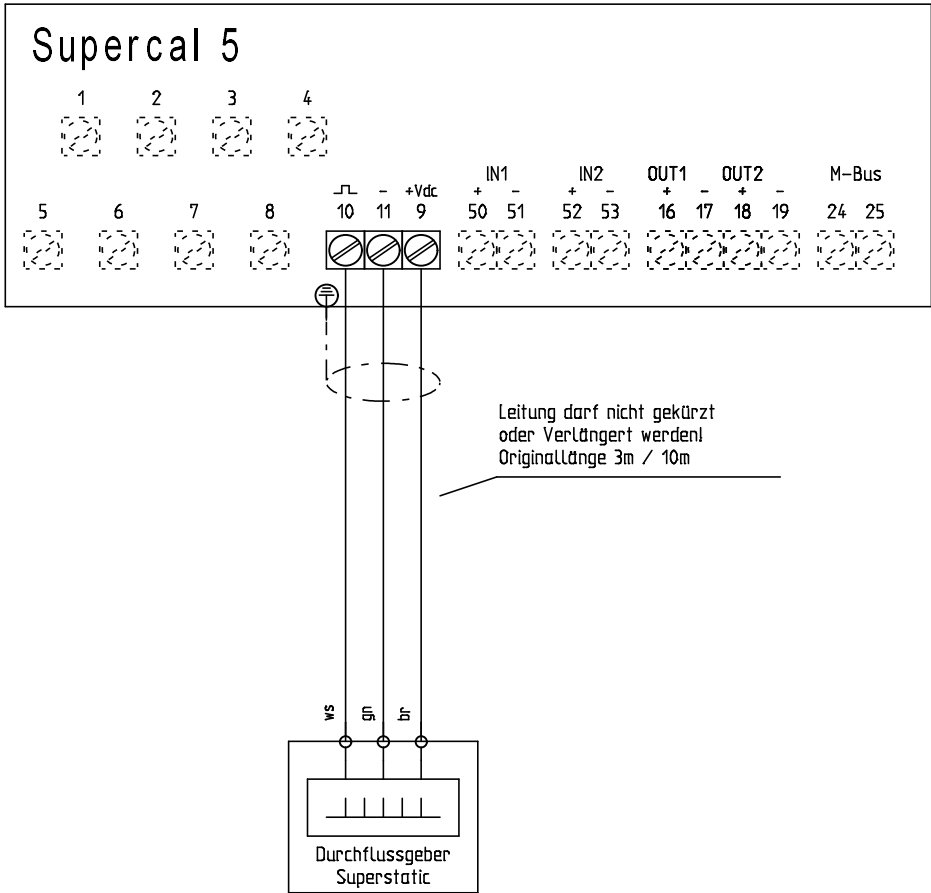 Supercal 5
1 2 3 4
IN1 IN2 OUT1 OUT2 M-Bus
- +Vdc + - + - + - + -
5 6 7 8 10 11 9 50 51 52 53 16 17 18 19 24 25
Leitung darf nicht gekürzt
oder Verlängert werden!
Originallänge 3m / 10m
ws gn br
Durchflussgeber
Superstatic